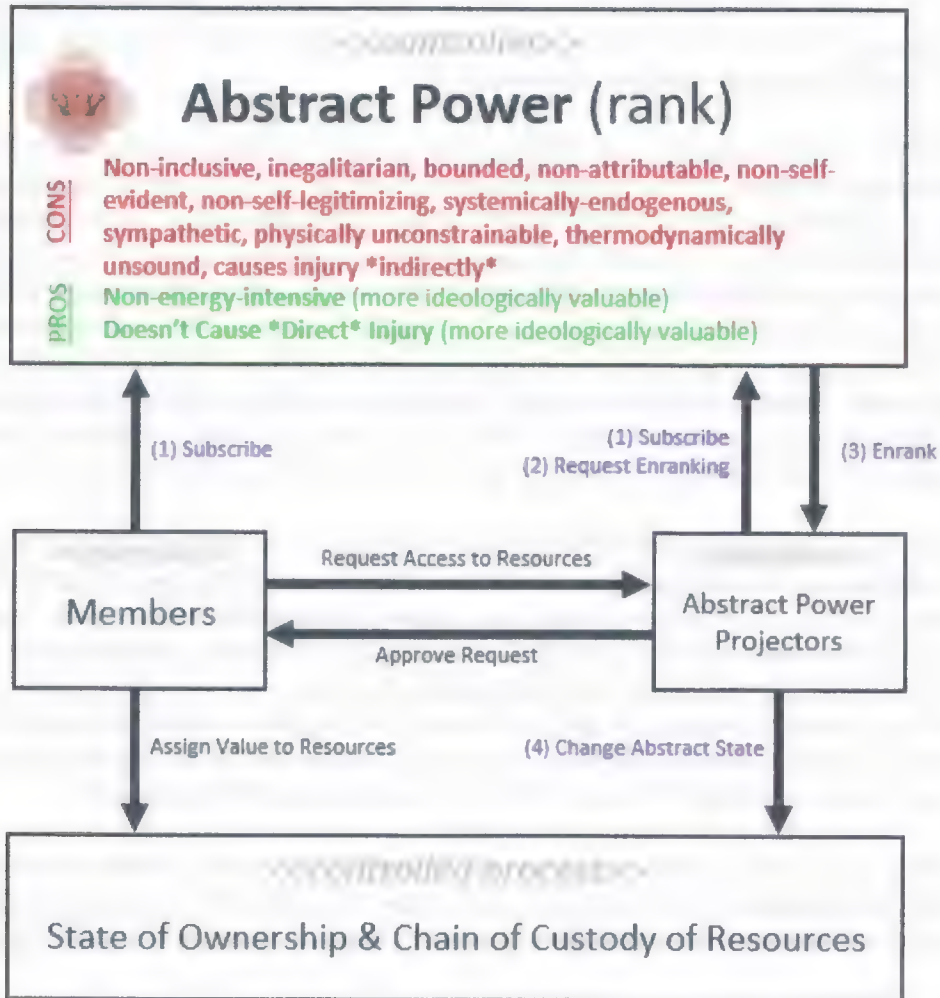 <<controller>>
Abstract Power (rank)
CONS
Non-inclusive, inegalitarian, bounded, non-attributable, non-self-
evident, non-self-legitimizing, systemically-endogenous,
sympathetic, physically unconstrainable, thermodynamically
unsound, causes injury *indirectly*
PROS
Non-energy-intensive (more ideologically valuable)
Doesn't Cause *Direct* Injury (more ideologically valuable)
(1) Subscribe
(1) Subscribe
(2) Request Enranking
(3) Enrank
Members
Request Access to Resources
Approve Request
Abstract Power
Projectors
Assign Value to Resources
(4) Change Abstract State
<<controlled process>>
State of Ownership & Chain of Custody of Resources